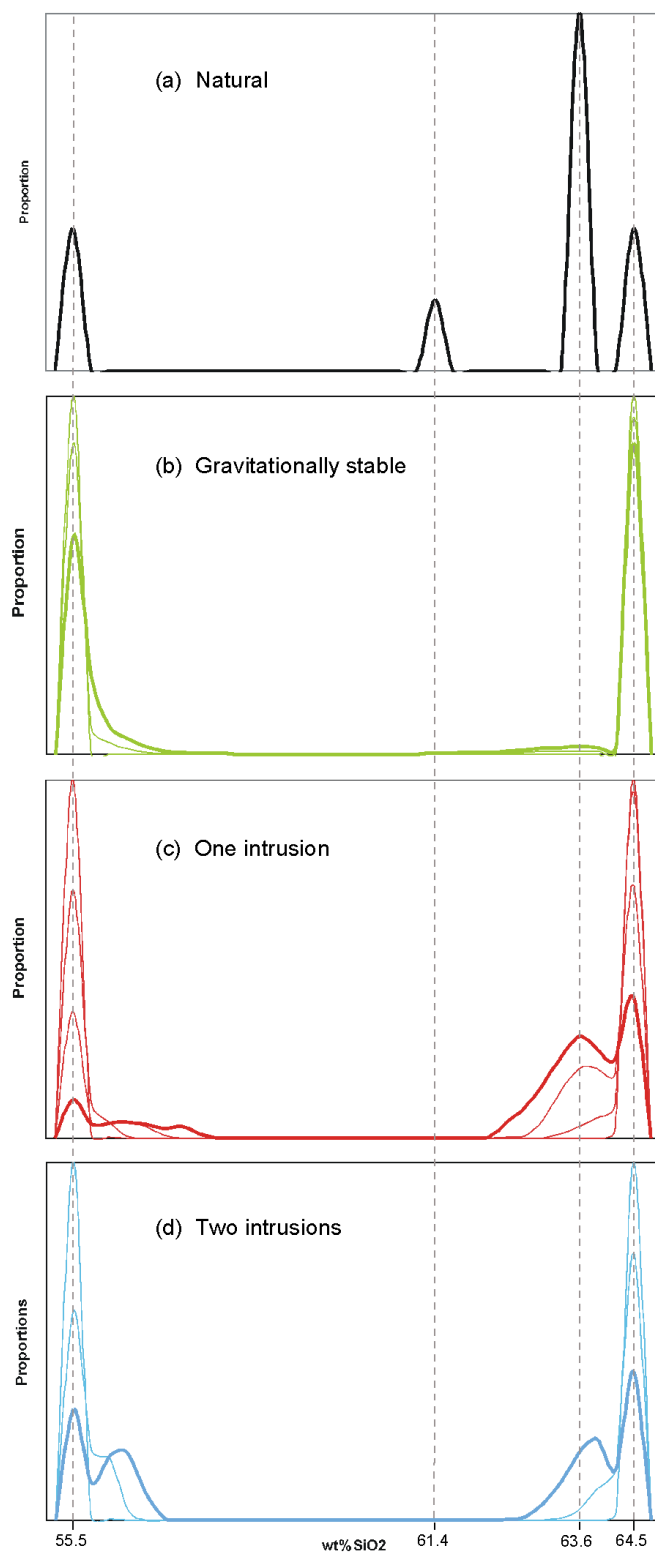 (a) Natural
Proportion
(b) Gravitationally stable
Proportion
(c) One intrusion
Proportion
(d) Two intrusions
Proportions
55.5 61.4 63.6 64.5
wt%SiO2